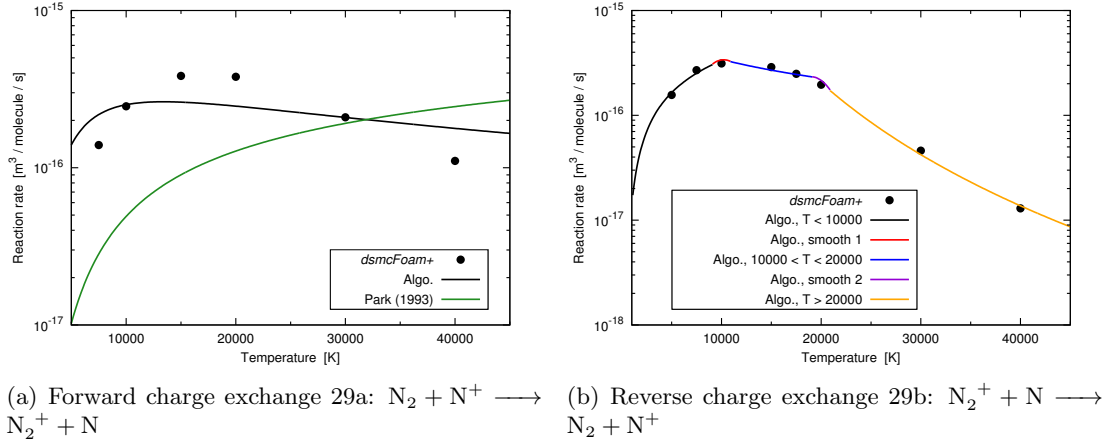 10⁻¹⁵
10⁻¹⁶
10⁻¹⁷
Reaction rate [m³ / molecule / s]
10000 20000 30000 40000
Temperature [K]
dsmcFoam+
Algo.
Park (1993)
(a) Forward charge exchange 29a: N₂ + N⁺ ⟶
N₂⁺ + N
10⁻¹⁵
10⁻¹⁶
10⁻¹⁷
10⁻¹⁸
Reaction rate [m³ / molecule / s]
10000 20000 30000 40000
Temperature [K]
dsmcFoam+
Algo., T < 10000
Algo., smooth 1
Algo., 10000 < T < 20000
Algo., smooth 2
Algo., T > 20000
(b) Reverse charge exchange 29b: N₂⁺ + N ⟶
N₂ + N⁺